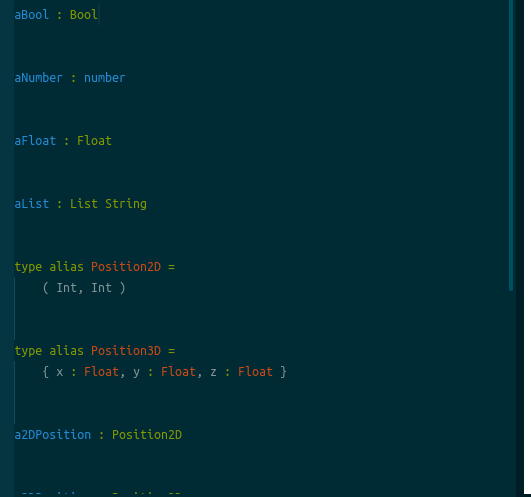 aBool : Bool
aNumber : number
aFloat : Float
aList : List String
type alias Position2D =
( Int, Int )
type alias Position3D =
{ x : Float, y : Float, z : Float }
a2DPosition : Position2D